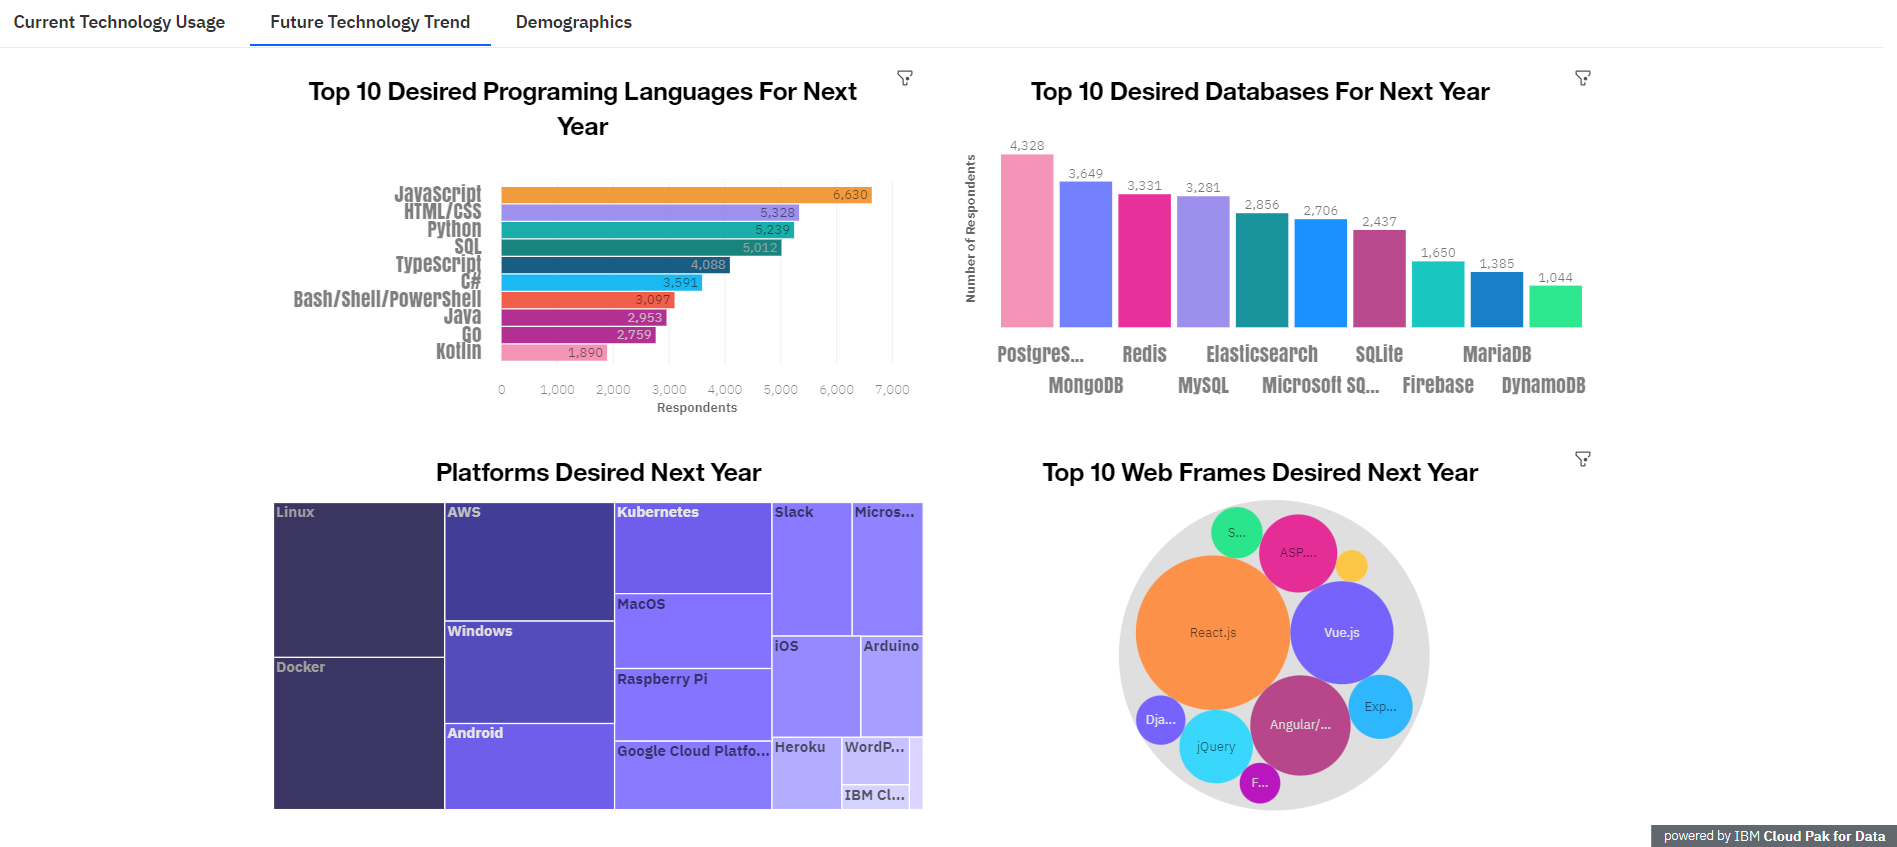 Current Technology Usage
Future Technology Trend
Demographics
Top 10 Desired Programing Languages For Next
Year
JavaScript
6,630
HTML/CSS
5,328
Python
5,239
SQL
5,012
TypeScript
4,088
C#
3,591
Bash/Shell/PowerShell
3,097
Java
2,953
Go
2,759
Kotlin
1,890
0
1,000
2,000
3,000
4,000
5,000
6,000
7,000
Respondents
Top 10 Desired Databases For Next Year
Number of Respondents
4,328
3,649
3,331
3,281
2,856
2,706
2,437
1,650
1,385
1,044
PostgreS...
MongoDB
Redis
MySQL
Elasticsearch
Microsoft SQ...
SQLite
Firebase
MariaDB
DynamoDB
Platforms Desired Next Year
Linux
Docker
AWS
Windows
Android
Kubernetes
MacOS
Raspberry Pi
Google Cloud Platfo...
Slack
Micros...
iOS
Arduino
Heroku
WordP...
IBM Cl...
Top 10 Web Frames Desired Next Year
S...
ASP....
React.js
Vue.js
Dja...
Exp...
Angular/...
jQuery
F...
powered by IBM Cloud Pak for Data